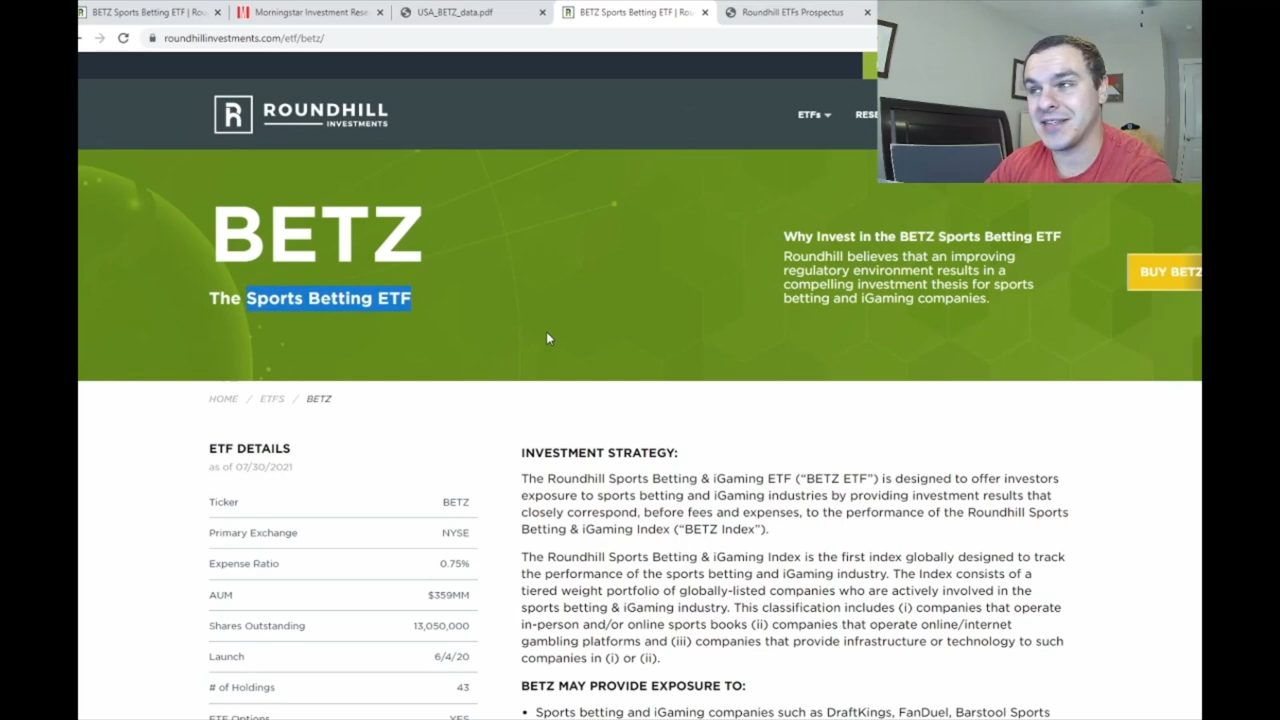 BETZ Sports Betting ETF | Rou
Morningstar Investment Rese
USA_BETZ_data.pdf
BETZ Sports Betting ETF | Rou
Roundhill ETFs Prospectus
roundhillinvestments.com/etf/betz/
R ROUNDHILL
INVESTMENTS
ETFs
RESE
BETZ
The Sports Betting ETF
Why Invest in the BETZ Sports Betting ETF
Roundhill believes that an improving
regulatory environment results in a
compelling investment thesis for sports
betting and iGaming companies.
BUY BETZ
HOME / ETFS / BETZ
ETF DETAILS
as of 07/30/2021
Ticker BETZ
Primary Exchange NYSE
Expense Ratio 0.75%
AUM $359MM
Shares Outstanding 13,050,000
Launch 6/4/20
# of Holdings 43
ETF Options YES
INVESTMENT STRATEGY:
The Roundhill Sports Betting & iGaming ETF (“BETZ ETF”) is designed to offer investors
exposure to sports betting and iGaming industries by providing investment results that
closely correspond, before fees and expenses, to the performance of the Roundhill Sports
Betting & iGaming Index (“BETZ Index”).
The Roundhill Sports Betting & iGaming Index is the first index globally designed to track
the performance of the sports betting and iGaming industry. The Index consists of a
tiered weight portfolio of globally-listed companies who are actively involved in the
sports betting & iGaming industry. This classification includes (i) companies that operate
in-person and/or online sports books (ii) companies that operate online/internet
gambling platforms and (iii) companies that provide infrastructure or technology to such
companies in (i) or (ii).
BETZ MAY PROVIDE EXPOSURE TO:
• Sports betting and iGaming companies such as DraftKings, FanDuel, Barstool Sports